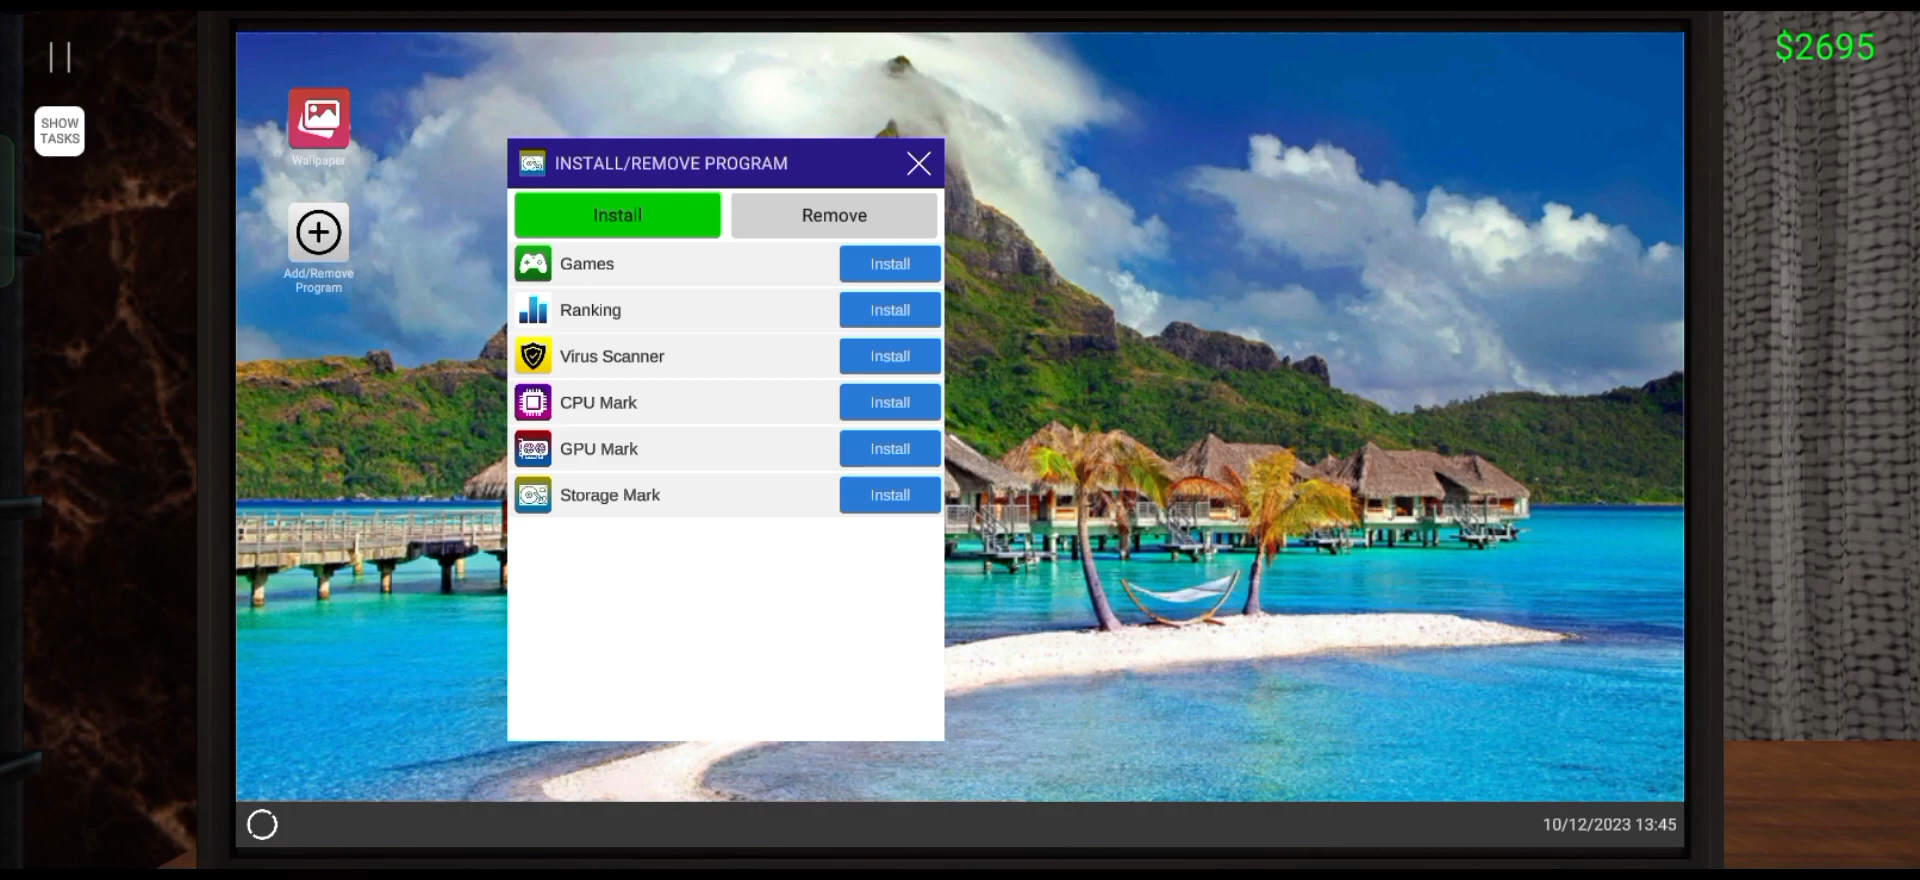 $2695
SHOW
TASKS
Wallpaper
Add/Remove
Program
INSTALL/REMOVE PROGRAM
Install Remove
Games Install
Ranking Install
Virus Scanner Install
CPU Mark Install
GPU Mark Install
Storage Mark Install
10/12/2023 13:45